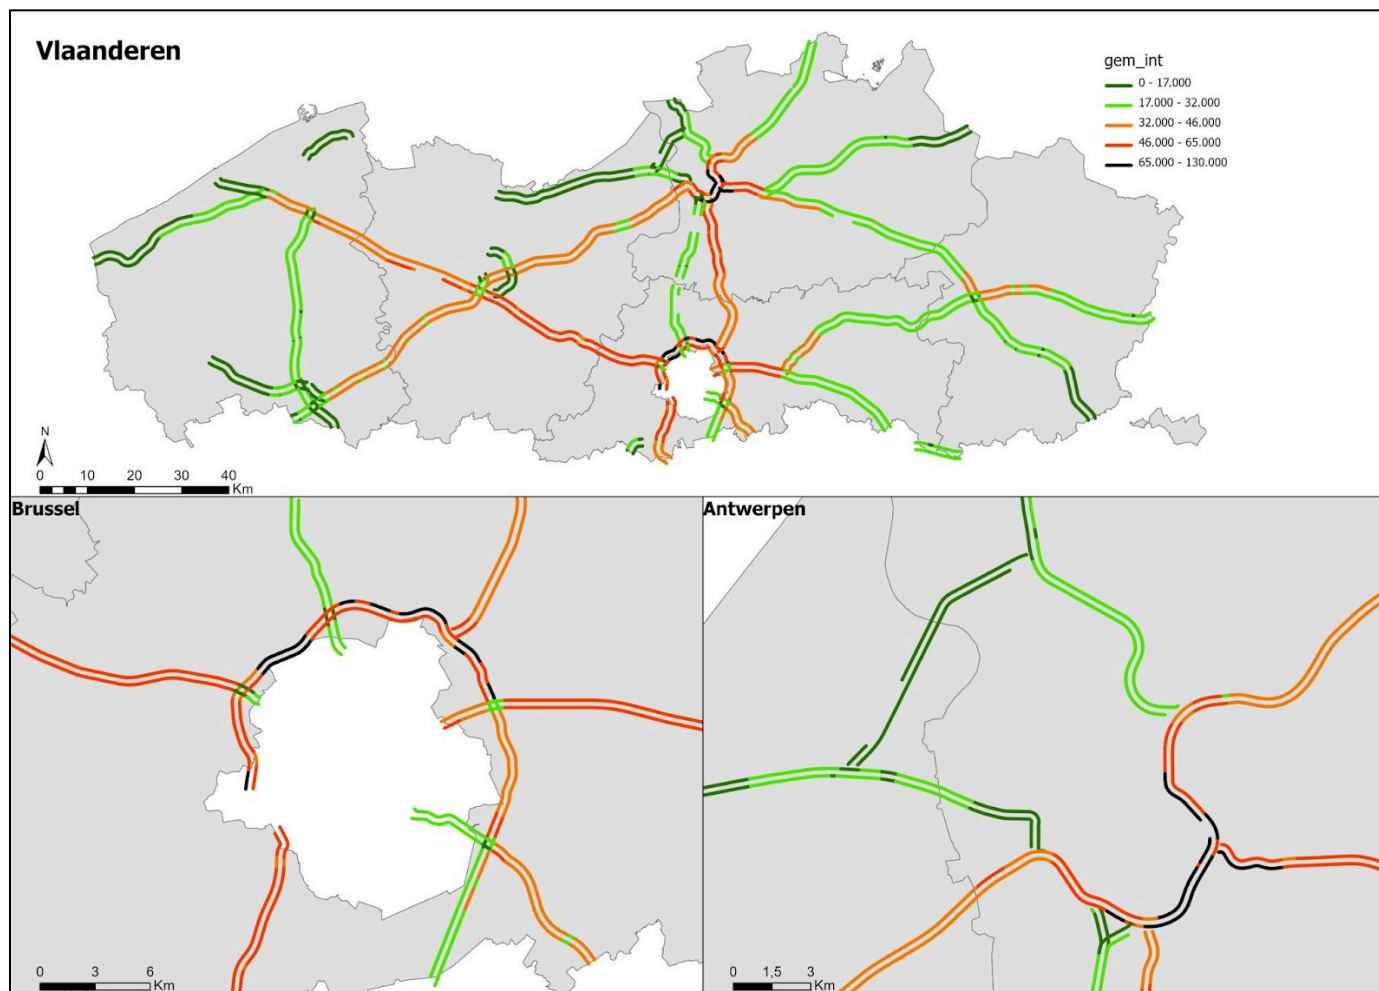 Vlaanderen
gem_int
0 - 17.000
17.000 - 32.000
32.000 - 46.000
46.000 - 65.000
65.000 - 130.000
N
0 10 20 30 40
Km
Brussel
0 3 6
Km
Antwerpen
0 1,5 3
Km